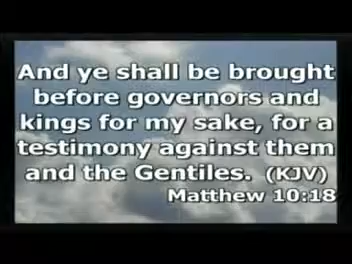 And ye shall be brought
before governors and
kings for my sake, for a
testimony against them
and the Gentiles. (KJV)
Matthew 10:18